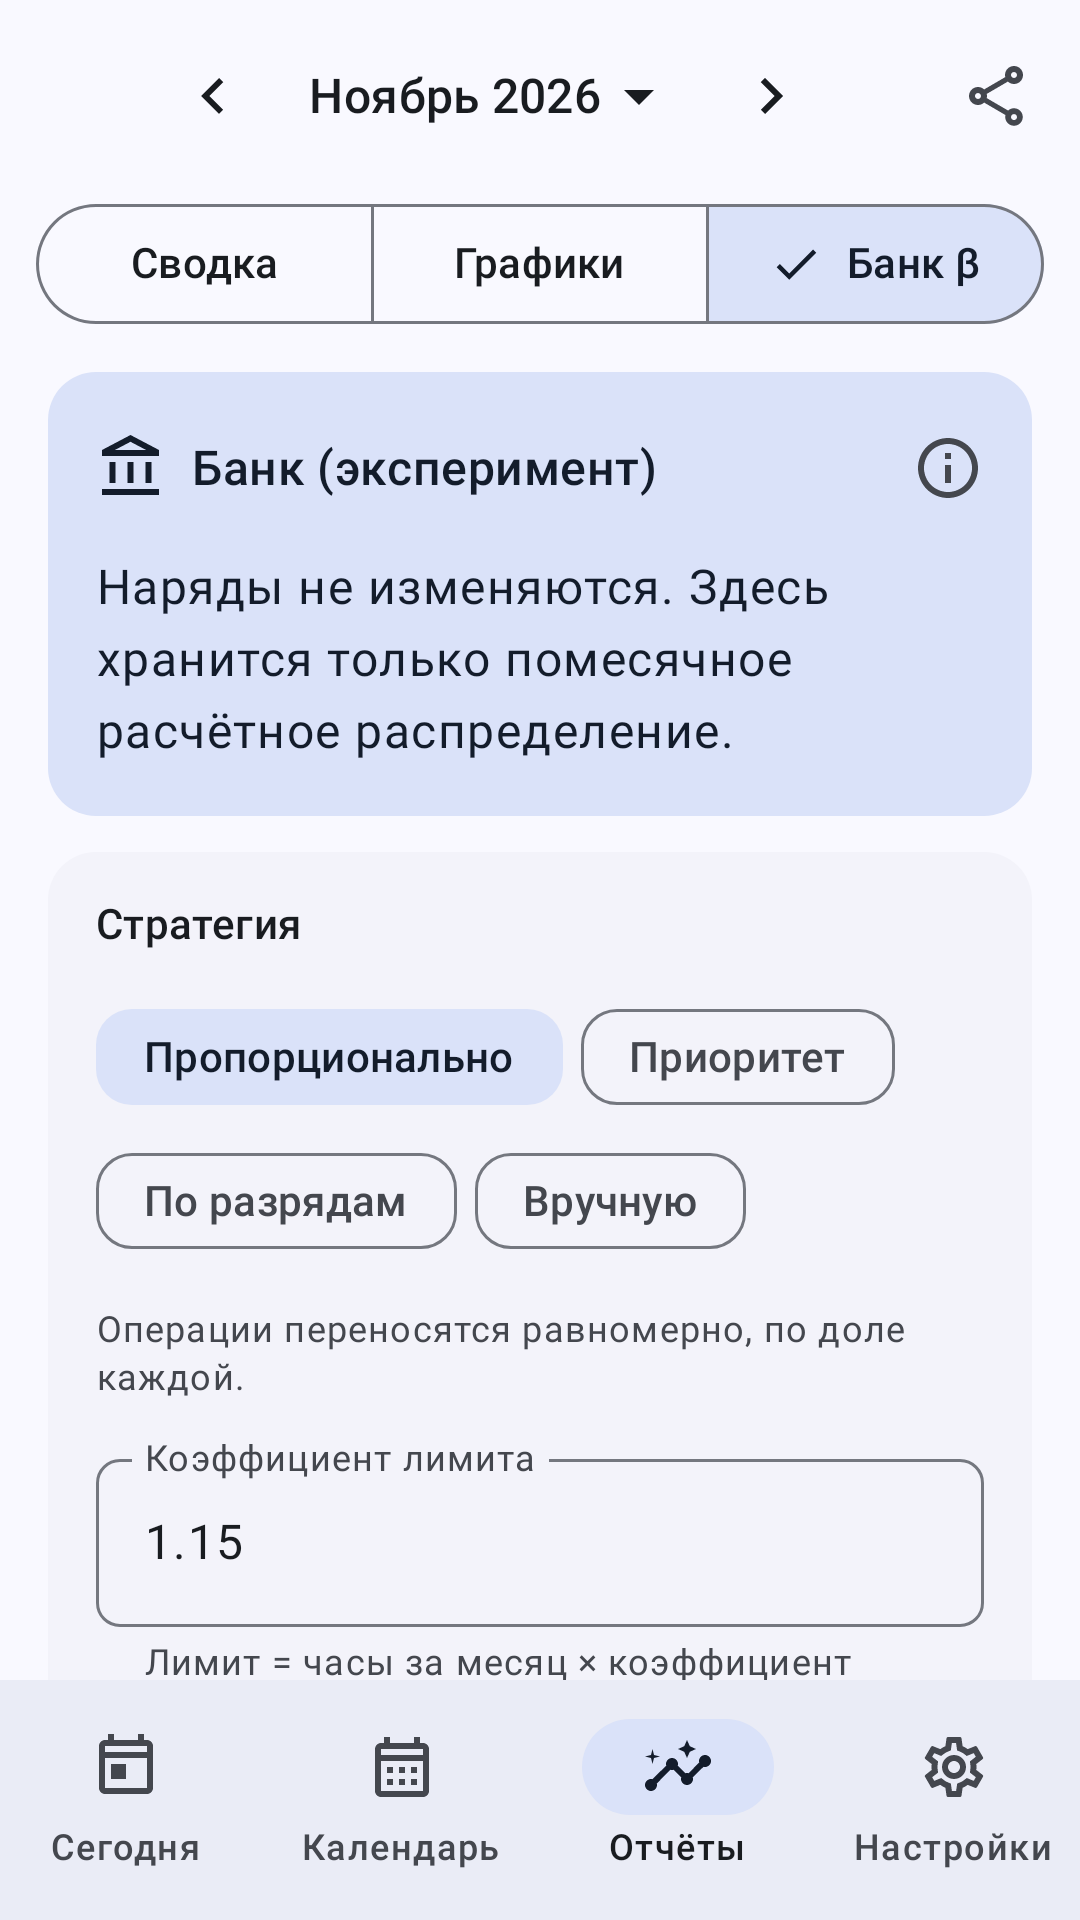 Ноябрь 2026
Сводка
Графики
Банк β
Банк (эксперимент)
Наряды не изменяются. Здесь
хранится только помесячное
расчётное распределение.
Стратегия
Пропорционально
Приоритет
По разрядам
Вручную
Операции переносятся равномерно, по доле
каждой.
Коэффициент лимита
1.15
Лимит = часы за месяц × коэффициент
Сегодня
Календарь
Отчёты
Настройки